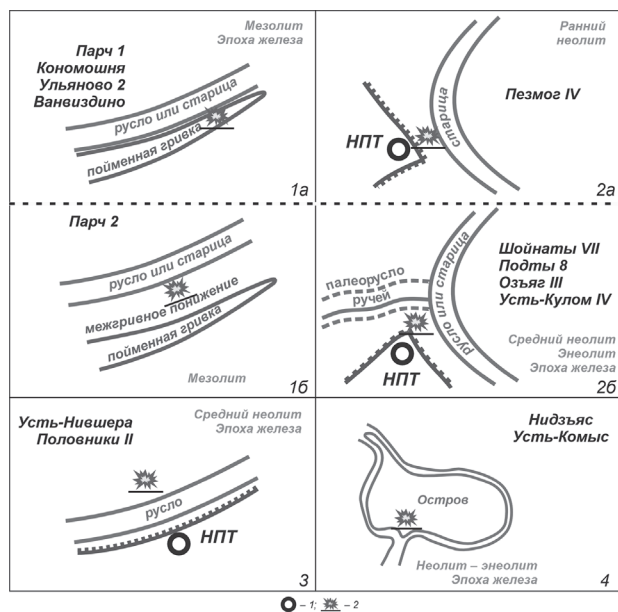 Мезолит
Эпоха железа
Парч 1
Кономошня
Ульяново 2
Ванвиздино
русло или старица
пойменная гривка
1а
Ранний
неолит
Пезмог IV
старица
НПТ
2а
Парч 2
русло или старица
межгривное положение
пойменная гривка
Мезолит
1б
Шойнаты VII
Подты 8
Озъяг III
Усть-Кулом IV
палеорусло
ручей
русло или старица
НПТ
Средний неолит
Энеолит
Эпоха железа
2б
Усть-Нившера
Половники II
Средний неолит
Эпоха железа
русло
НПТ
3
Нидзъяс
Усть-Комыс
Остров
Неолит – энеолит
Эпоха железа
4
– 1; – 2